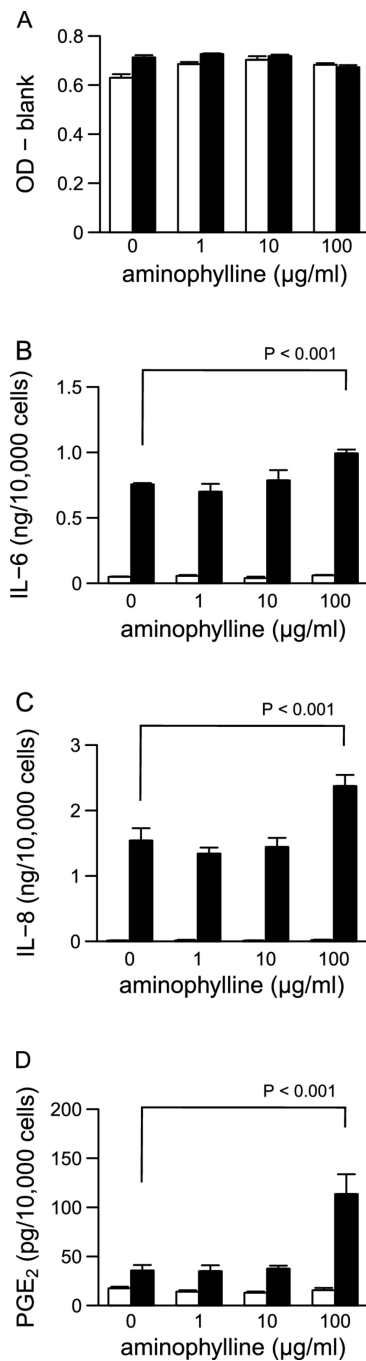 A
OD − blank
0.8
0.6
0.4
0.2
0
0 1 10 100
aminophylline (µg/ml)
B
P < 0.001
IL−6 (ng/10,000 cells)
1.5
1.0
0.5
0
0 1 10 100
aminophylline (µg/ml)
C
P < 0.001
IL−8 (ng/10,000 cells)
3
2
1
0
0 1 10 100
aminophylline (µg/ml)
D
P < 0.001
PGE₂ (pg/10,000 cells)
200
150
100
50
0
0 1 10 100
aminophylline (µg/ml)